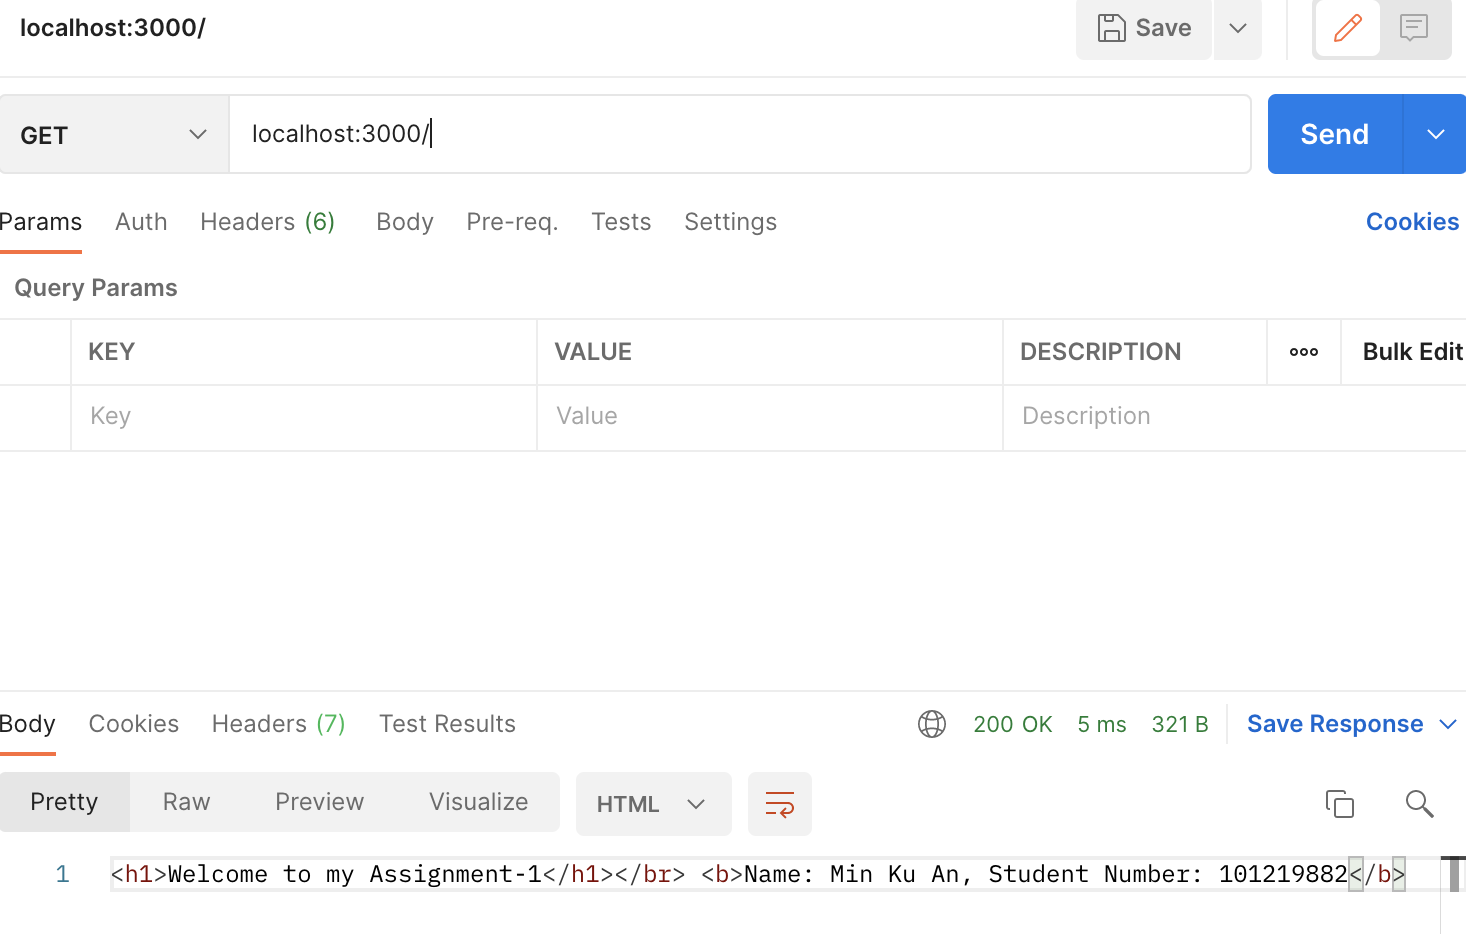 localhost:3000/
Save
GET localhost:3000/ Send
Params Auth Headers (6) Body Pre-req. Tests Settings Cookies
Query Params
KEY VALUE DESCRIPTION ooo Bulk Edit
Key Value Description
Body Cookies Headers (7) Test Results 200 OK 5 ms 321 B Save Response
Pretty Raw Preview Visualize HTML
1 <h1>Welcome to my Assignment-1</h1></br> <b>Name: Min Ku An, Student Number: 101219882</b>